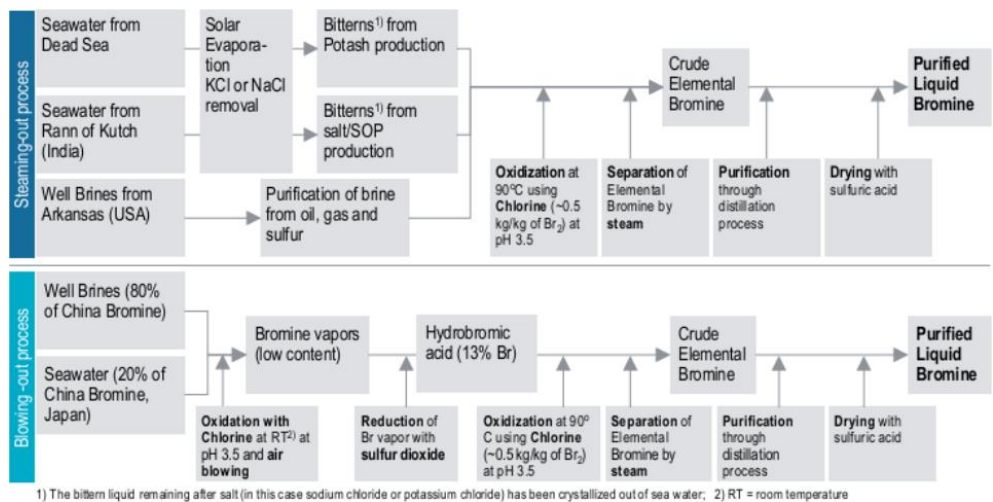 Steaming-out process
Seawater from
Dead Sea
Seawater from
Rann of Kutch
(India)
Well Brines from
Arkansas (USA)
Solar
Evapora-
tion
KCl or NaCl
removal
Bitterns1) from
Potash production
Bitterns1) from
salt/SOP
production
Purification of brine
from oil, gas and
sulfur
Oxidization at
90ºC using
Chlorine (~0.5
kg/kg of Br2) at
pH 3.5
Separation of
Elemental
Bromine by
steam
Crude
Elemental
Bromine
Purification
through
distillation
process
Drying with
sulfuric acid
Purified
Liquid
Bromine
Blowing -out process
Well Brines (80%
of China Bromine)
Seawater (20% of
China Bromine,
Japan)
Oxidation with
Chlorine at RT2) at
pH 3.5 and air
blowing
Bromine vapors
(low content)
Reduction of
Br vapor with
sulfur dioxide
Hydrobromic
acid (13% Br)
Oxidization at 90º
C using Chlorine
(~0.5 kg/kg of Br2)
at pH 3.5
Separation of
Elemental
Bromine by
steam
Crude
Elemental
Bromine
Purification
through
distillation
process
Drying with
sulfuric acid
Purified
Liquid
Bromine
1) The bittern liquid remaining after salt (in this case sodium chloride or potassium chloride) has been crystallized out of sea water; 2) RT = room temperature